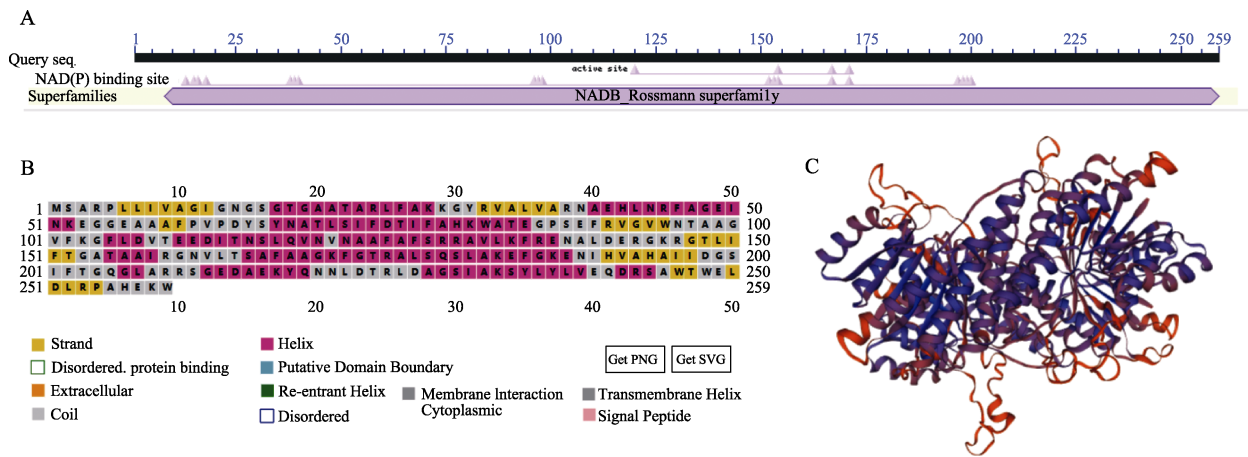 A
1 25 50 75 100 125 150 175 200 225 250 259
Query seq.
active site
NAD(P) binding site
Superfamilies NADB_Rossmann superfamily
B
10 20 30 40 50
1 M S A R P L L I V A G I G N G S G T G A A T A R L F A K K G Y R V A L V A R N A E H L N R F A G E I 50
51 N K E G G E A A A F P V P D Y S Y N A T L S I F D T I F A H K W A T E G P S E F R V G V W N T A A G 100
101 V F K G F L D V T E E D I T N S L Q V N V N A A F A F S R R A V L K F R E N A L D E R G K R G T L I 150
151 F T G A T A A I R G N V L T S A F A A G K F G T R A L S Q S L A K E F G K E N I H V A H A I I D G S 200
201 I F T G Q G L A R R S G E D A E K Y Q N N L D T R L D A G S I A K S Y L Y L V E Q D R S A W T W E L 250
251 D L R P A H E K W 259
10 20 30 40 50
Strand
Disordered. protein binding
Extracellular
Coil
Helix
Putative Domain Boundary
Re-entrant Helix
Disordered
Membrane lnteraction
Cytoplasmic
Get PNG Get SVG
Transmembrane Helix
Signal Peptide
C